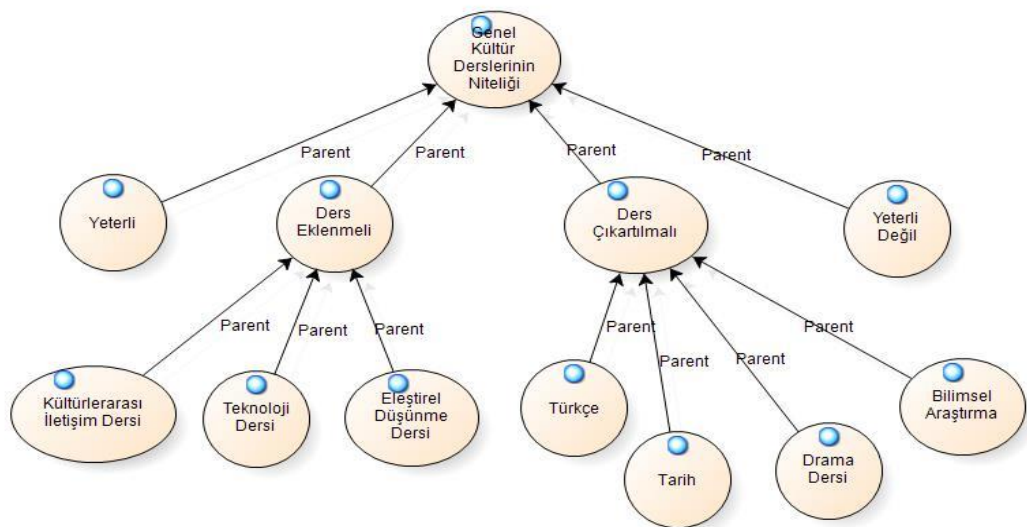 Genel
Kültür
Derslerinin
Niteliği
Parent
Parent
Parent
Parent
Yeterli
Ders
Eklenmeli
Ders
Çıkartılmalı
Yeterli
Değil
Parent
Parent
Parent
Parent
Parent
Parent
Parent
Kültürlerarası
İletişim Dersi
Teknoloji
Dersi
Eleştirel
Düşünme
Dersi
Türkçe
Tarih
Drama
Dersi
Bilimsel
Araştırma